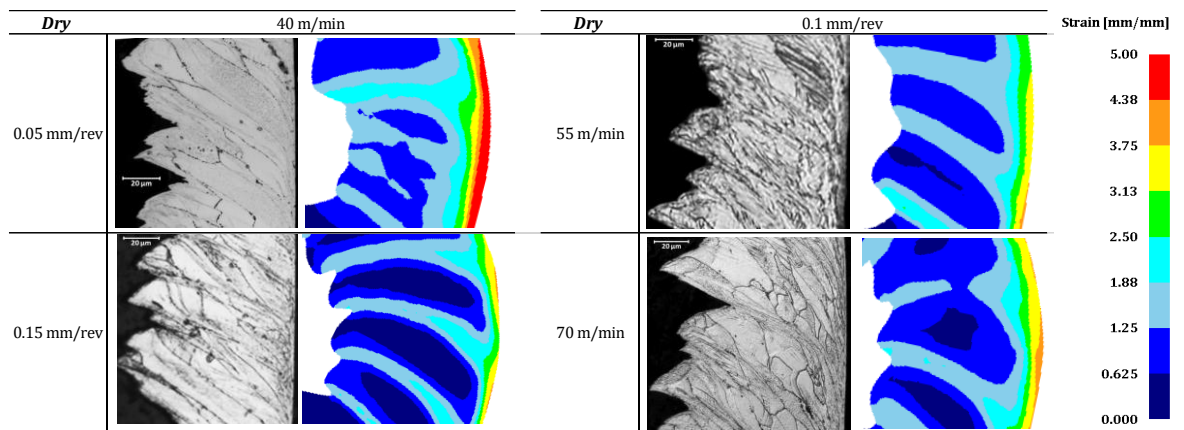 Dry 40 m/min Dry 0.1 mm/rev Strain [mm/mm]
20 µm
5.00
4.38
0.05 mm/rev 55 m/min
3.75
20 µm
3.13
2.50
20 µm 20 µm
1.88
0.15 mm/rev 70 m/min
1.25
0.625
0.000